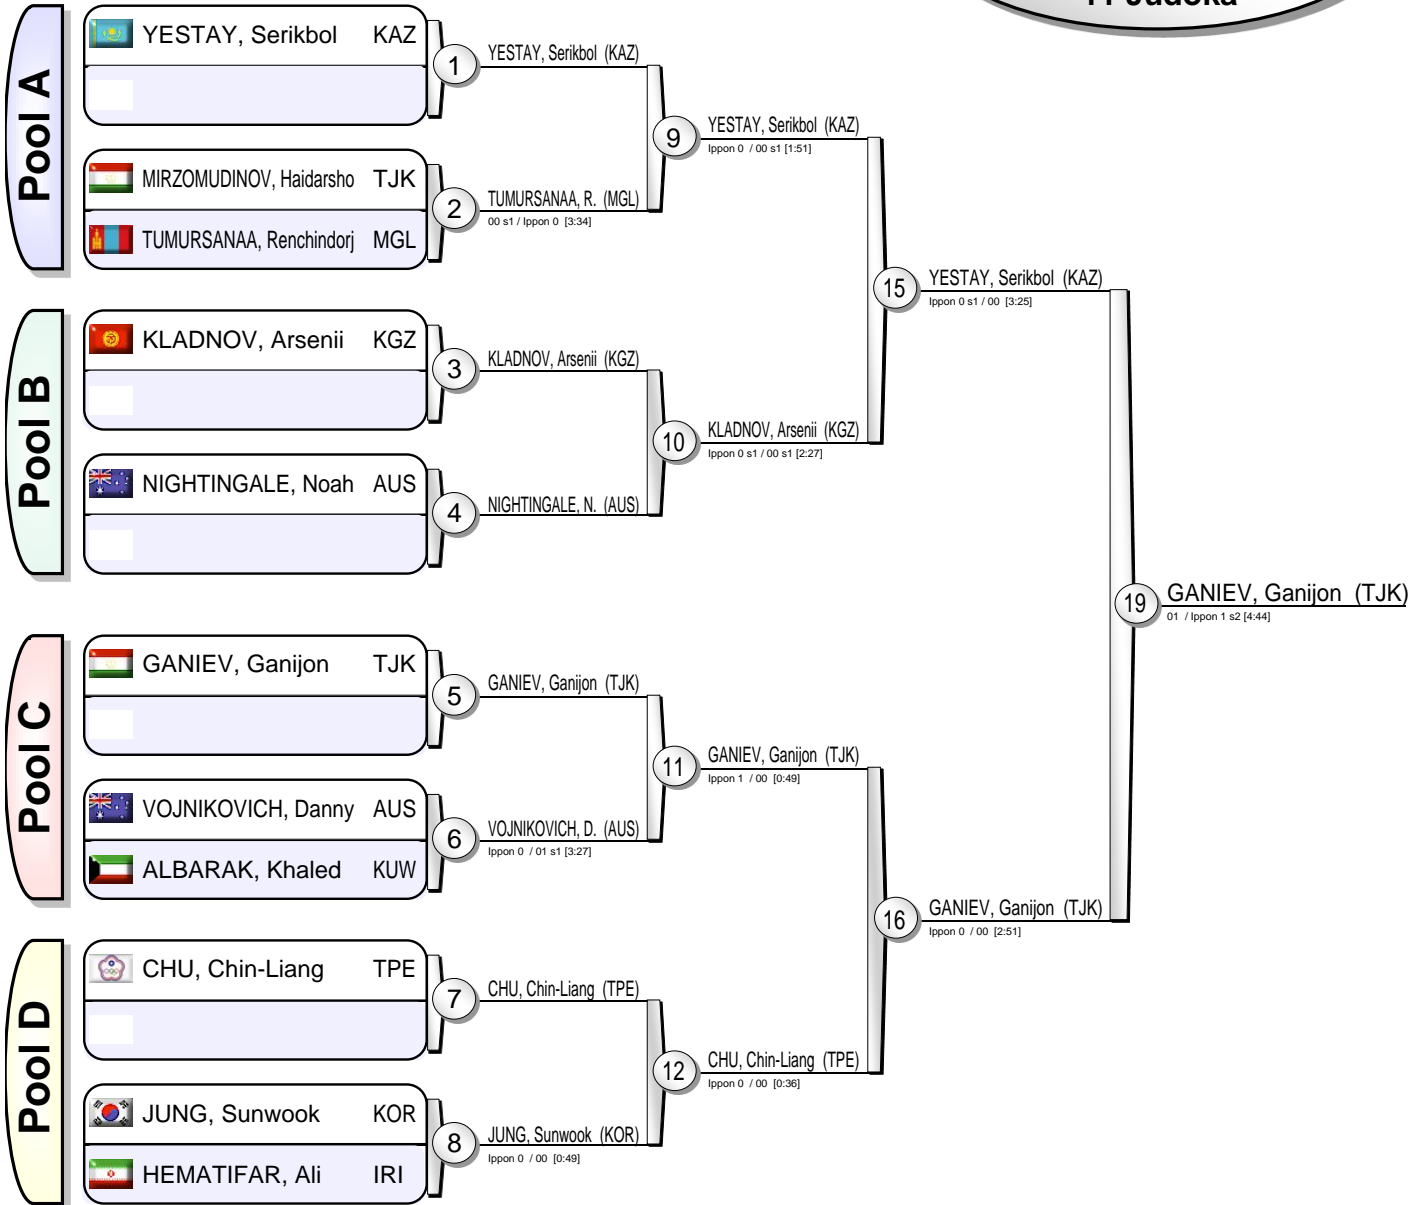 11 Judoka
Pool A
YESTAY, Serikbol KAZ
MIRZOMUDINOV, Haidarsho TJK
TUMURSANAA, Renchindorj MGL
1
YESTAY, Serikbol (KAZ)
2
TUMURSANAA, R. (MGL)
00 s1 / Ippon 0 [3:34]
9
YESTAY, Serikbol (KAZ)
Ippon 0 / 00 s1 [1:51]
Pool B
KLADNOV, Arsenii KGZ
NIGHTINGALE, Noah AUS
3
KLADNOV, Arsenii (KGZ)
4
NIGHTINGALE, N. (AUS)
10
KLADNOV, Arsenii (KGZ)
Ippon 0 s1 / 00 s1 [2:27]
15
YESTAY, Serikbol (KAZ)
Ippon 0 s1 / 00 [3:25]
Pool C
GANIEV, Ganijon TJK
VOJNIKOVICH, Danny AUS
ALBARAK, Khaled KUW
5
GANIEV, Ganijon (TJK)
6
VOJNIKOVICH, D. (AUS)
Ippon 0 / 01 s1 [3:27]
11
GANIEV, Ganijon (TJK)
Ippon 1 / 00 [0:49]
Pool D
CHU, Chin-Liang TPE
JUNG, Sunwook KOR
HEMATIFAR, Ali IRI
7
CHU, Chin-Liang (TPE)
8
JUNG, Sunwook (KOR)
Ippon 0 / 00 [0:49]
12
CHU, Chin-Liang (TPE)
Ippon 0 / 00 [0:36]
16
GANIEV, Ganijon (TJK)
Ippon 0 / 00 [2:51]
19
GANIEV, Ganijon (TJK)
01 / Ippon 1 s2 [4:44]